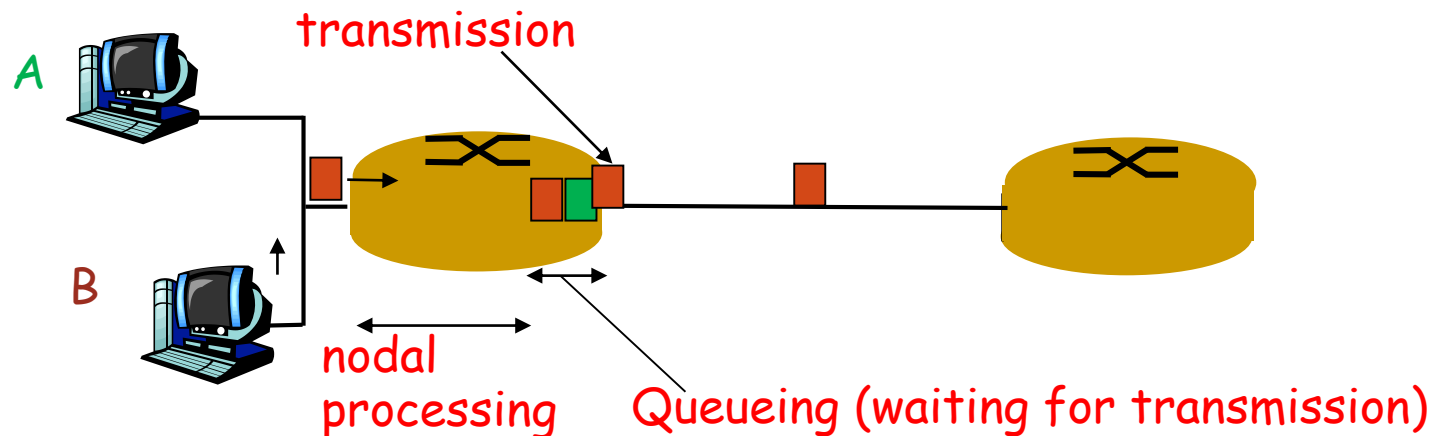 transmission
A
B
nodal
processing
Queueing (waiting for transmission)